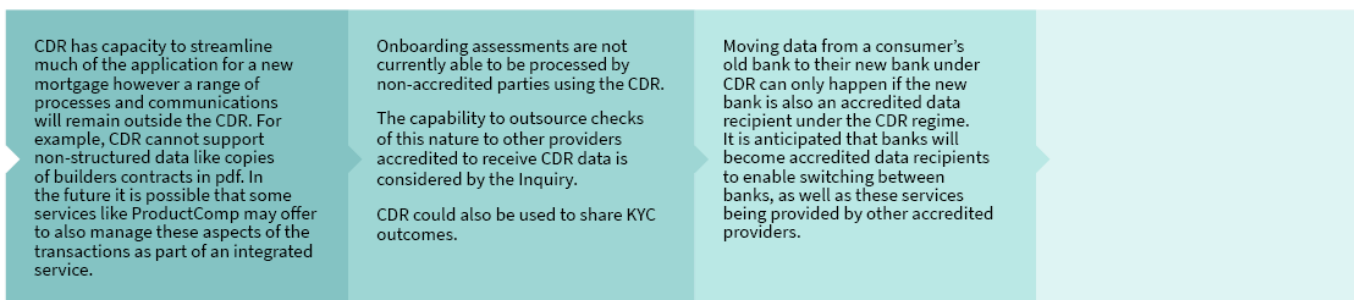 CDR has capacity to streamline
much of the application for a new
mortgage however a range of
processes and communications
will remain outside the CDR. For
example, CDR cannot support
non-structured data like copies
of builders contracts in pdf. In
the future it is possible that some
services like ProductComp may offer
to also manage these aspects of the
transactions as part of an integrated
service.
Onboarding assessments are not
currently able to be processed by
non-accredited parties using the CDR.
The capability to outsource checks
of this nature to other providers
accredited to receive CDR data is
considered by the Inquiry.
CDR could also be used to share KYC
outcomes.
Moving data from a consumer's
old bank to their new bank under
CDR can only happen if the new
bank is also an accredited data
recipient under the CDR regime.
It is anticipated that banks will
become accredited data recipients
to enable switching between
banks, as well as these services
being provided by other accredited
providers.